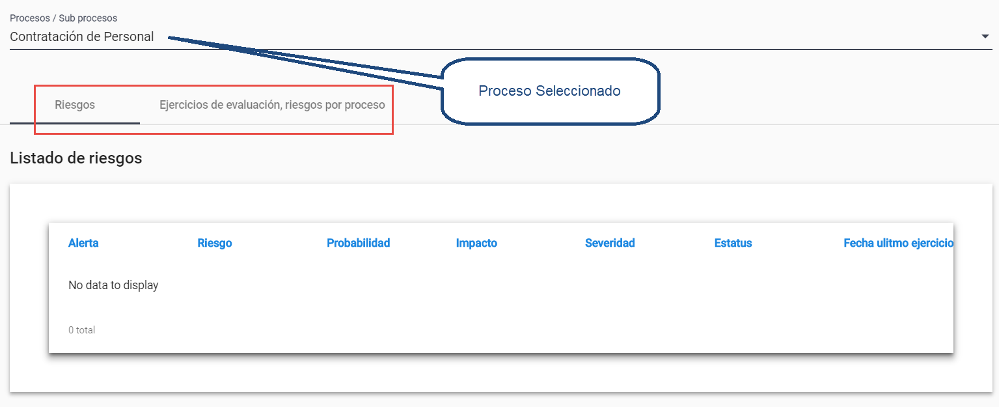 Procesos / Sub procesos
Contratación de Personal
Proceso Seleccionado
Riesgos
Ejercicios de evaluación, riesgos por proceso
Listado de riesgos
Alerta Riesgo Probabilidad Impacto Severidad Estatus Fecha ulitmo ejercicio
No data to display
0 total